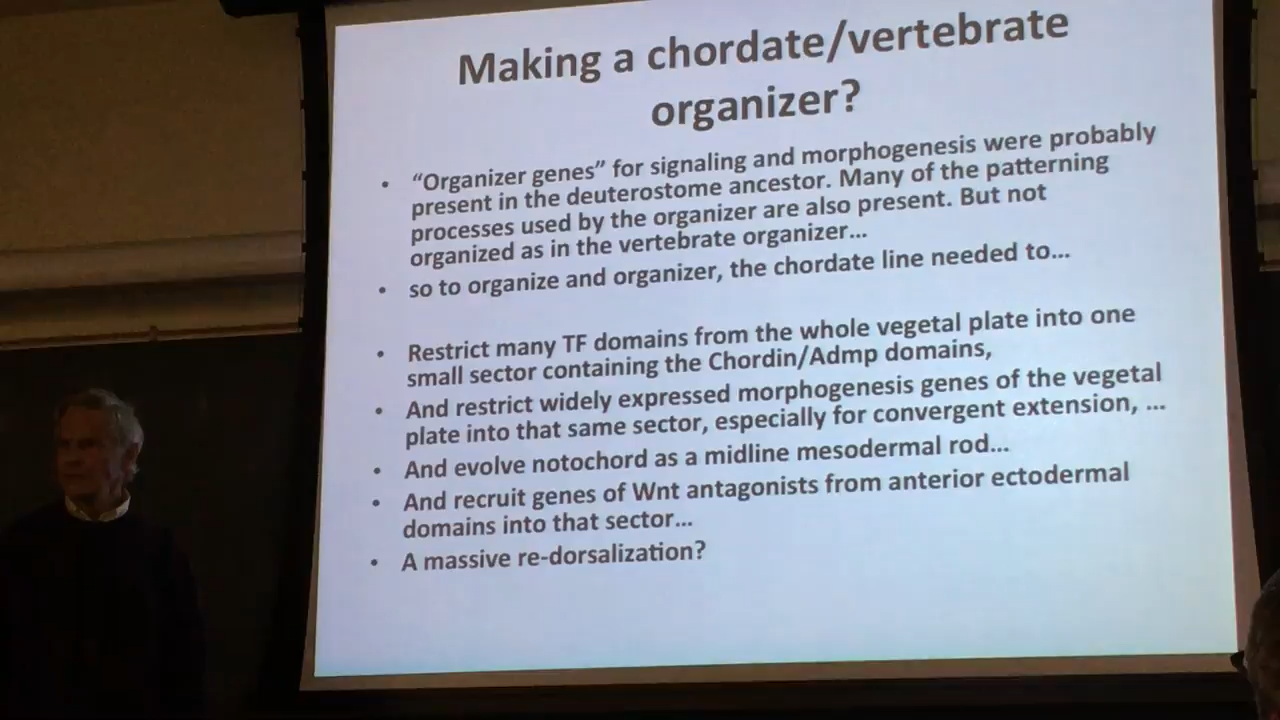 Making a chordate/vertebrate
organizer?
• “Organizer genes” for signaling and morphogenesis were probably
present in the deuterostome ancestor. Many of the patterning
processes used by the organizer are also present. But not
organized as in the vertebrate organizer...
• so to organize and organizer, the chordate line needed to...
• Restrict many TF domains from the whole vegetal plate into one
small sector containing the Chordin/Admp domains,
• And restrict widely expressed morphogenesis genes of the vegetal
plate into that same sector, especially for convergent extension, ...
• And evolve notochord as a midline mesodermal rod...
• And recruit genes of Wnt antagonists from anterior ectodermal
domains into that sector...
• A massive re-dorsalization?